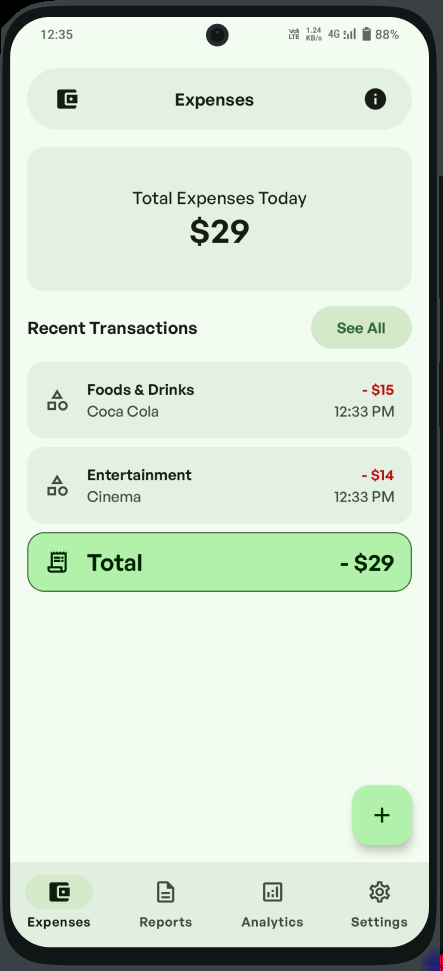 12:35 Vo)) LTE 1.24 KB/s 4G 88%
Expenses
Total Expenses Today
$29
Recent Transactions See All
Foods & Drinks - $15
Coca Cola 12:33 PM
Entertainment - $14
Cinema 12:33 PM
Total - $29
+
Expenses Reports Analytics Settings